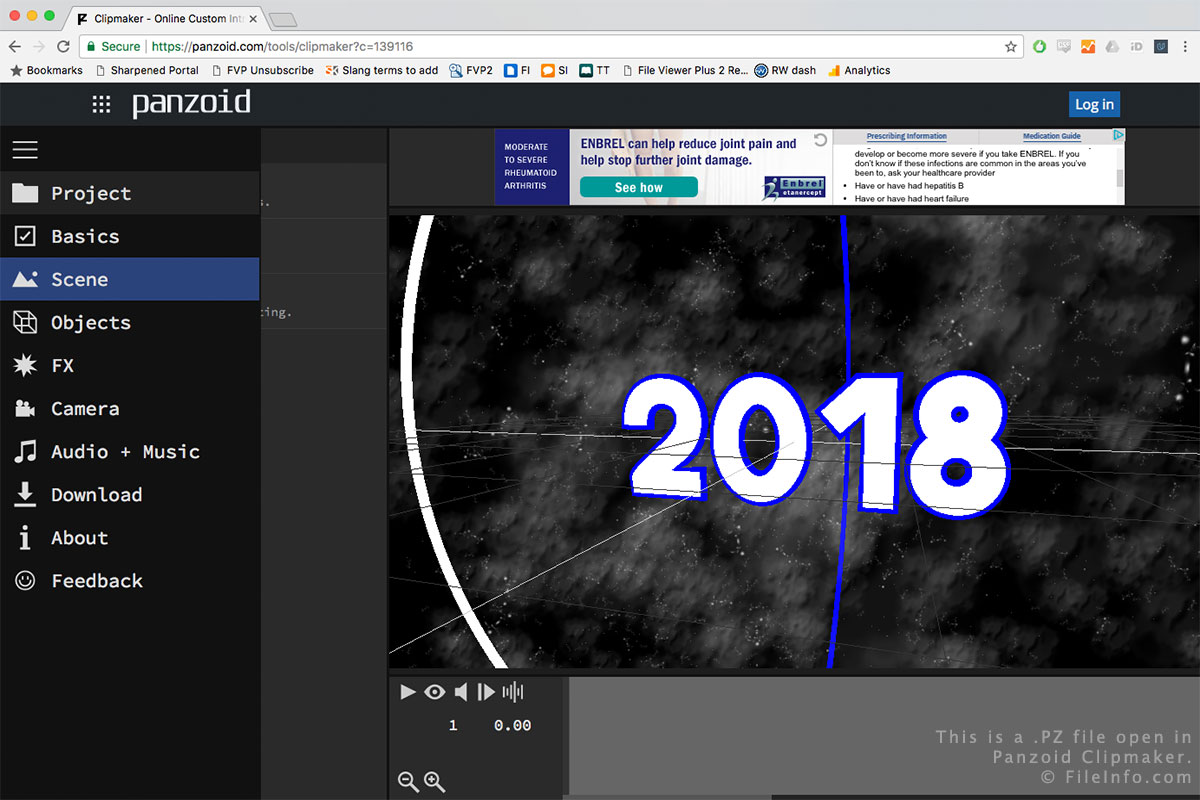 Clipmaker - Online Custom Int
Secure https://panzoid.com/tools/clipmaker?c=139116
iD
Bookmarks Sharpened Portal FVP Unsubscribe Slang terms to add FVP2 FI SI TT File Viewer Plus 2 Re... RW dash Analytics
panzoid
Log in
MODERATE
TO SEVERE
RHEUMATOID
ARTHRITIS
ENBREL can help reduce joint pain and
help stop further joint damage.
See how
Enbrel
etanercept
Prescribing Information Medication Guide
develop or become more severe if you take ENBREL. If you
don't know if these infections are common in the areas you've
been to, ask your healthcare provider
• Have or have had hepatitis B
• Have or have had heart failure
Project
s.
Basics
Scene
Objects
cing.
FX
Camera
Audio + Music
Download
About
Feedback
2018
1 0.00
This is a .PZ file open in
Panzoid Clipmaker.
© FileInfo.com